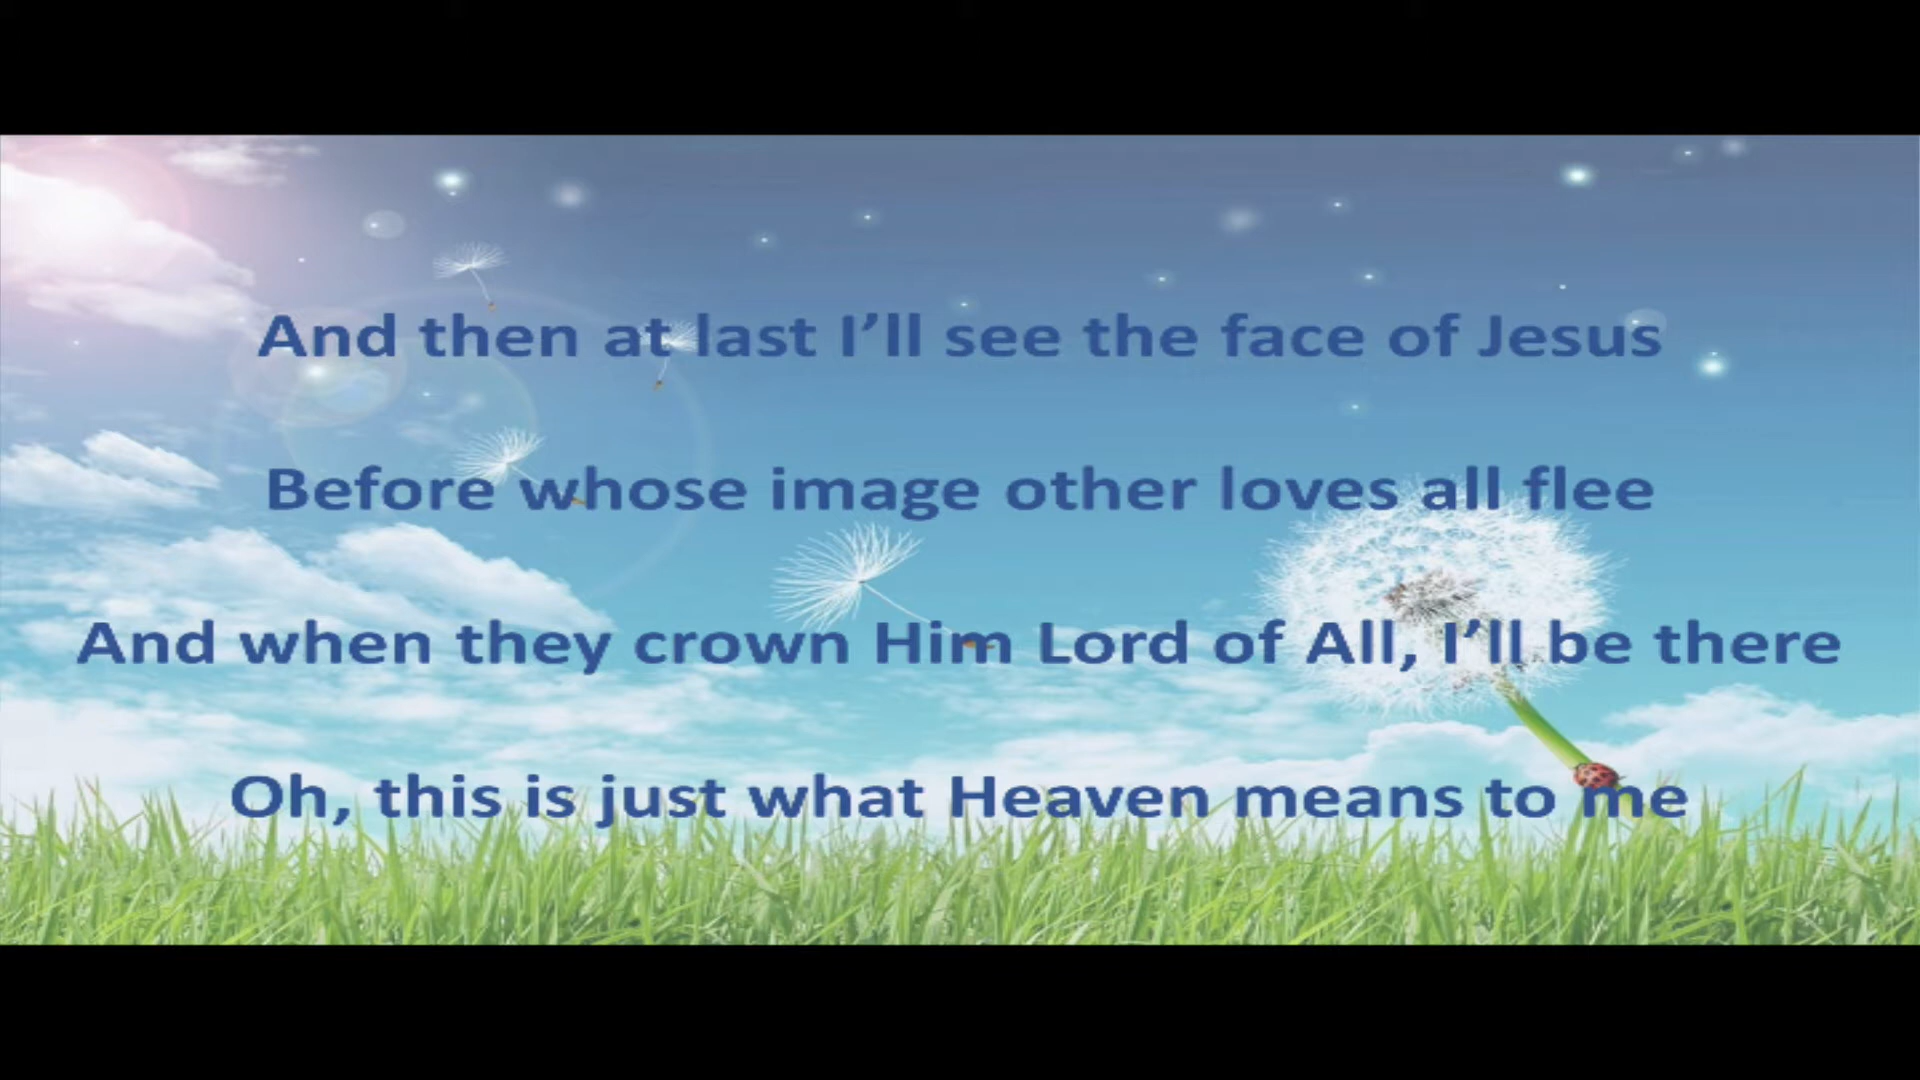 And then at last I’ll see the face of Jesus
Before whose image other loves all flee
And when they crown Him Lord of All, I’ll be there
Oh, this is just what Heaven means to me